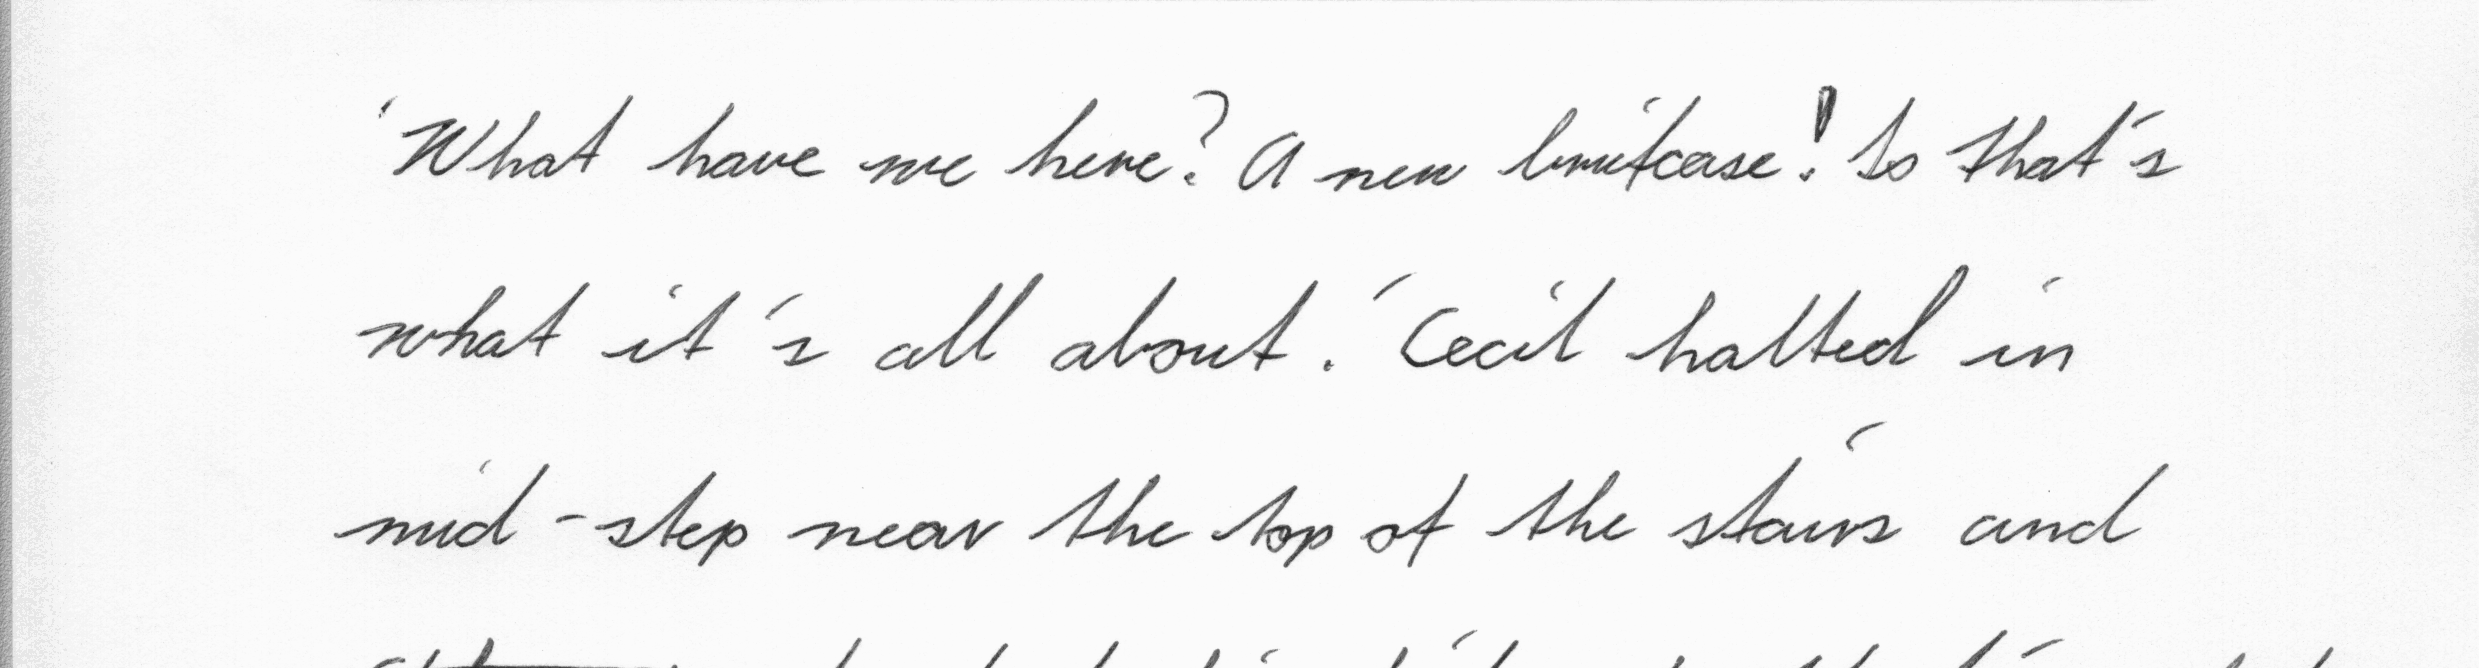 'What have we here? A new briefcase! So that's
what it's all about.' Cecil halted in
mid-step near the top of the stairs and